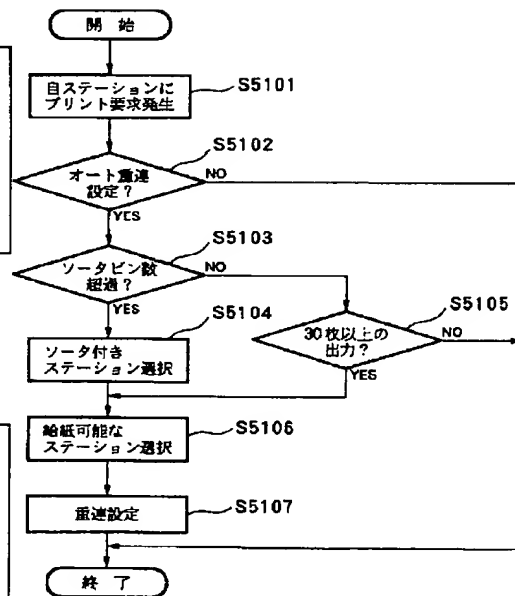 開 始
自ステーションに
プリント要求発生
S5101
S5102
オート重連
設定?
NO
YES
S5103
ソータビン数
超過?
NO
YES
S5104
ソータ付き
ステーション選択
S5105
30枚以上の
出力?
NO
YES
給紙可能な
ステーション選択
S5106
重連設定
S5107
終 了